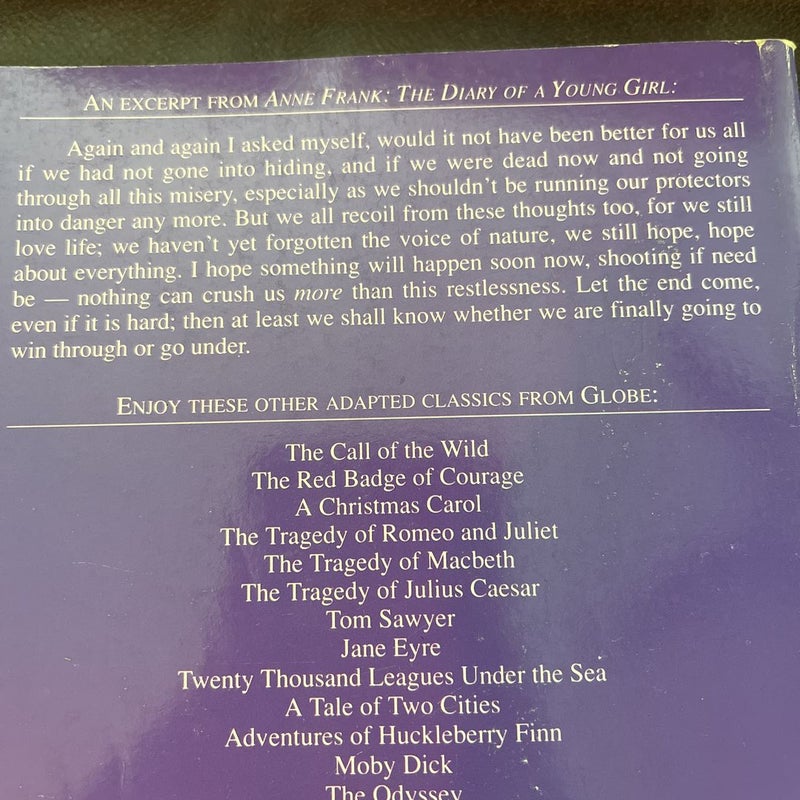 AN EXCERPT FROM ANNE FRANK: THE DIARY OF A YOUNG GIRL:
Again and again I asked myself, would it not have been better for us all
if we had not gone into hiding, and if we were dead now and not going
through all this misery, especially as we shouldn't be running our protectors
into danger any more. But we all recoil from these thoughts too, for we still
love life; we haven't yet forgotten the voice of nature, we still hope, hope
about everything. I hope something will happen soon now, shooting if need
be — nothing can crush us more than this restlessness. Let the end come,
even if it is hard; then at least we shall know whether we are finally going to
win through or go under.
ENJOY THESE OTHER ADAPTED CLASSICS FROM GLOBE:
The Call of the Wild
The Red Badge of Courage
A Christmas Carol
The Tragedy of Romeo and Juliet
The Tragedy of Macbeth
The Tragedy of Julius Caesar
Tom Sawyer
Jane Eyre
Twenty Thousand Leagues Under the Sea
A Tale of Two Cities
Adventures of Huckleberry Finn
Moby Dick
The Odyssey